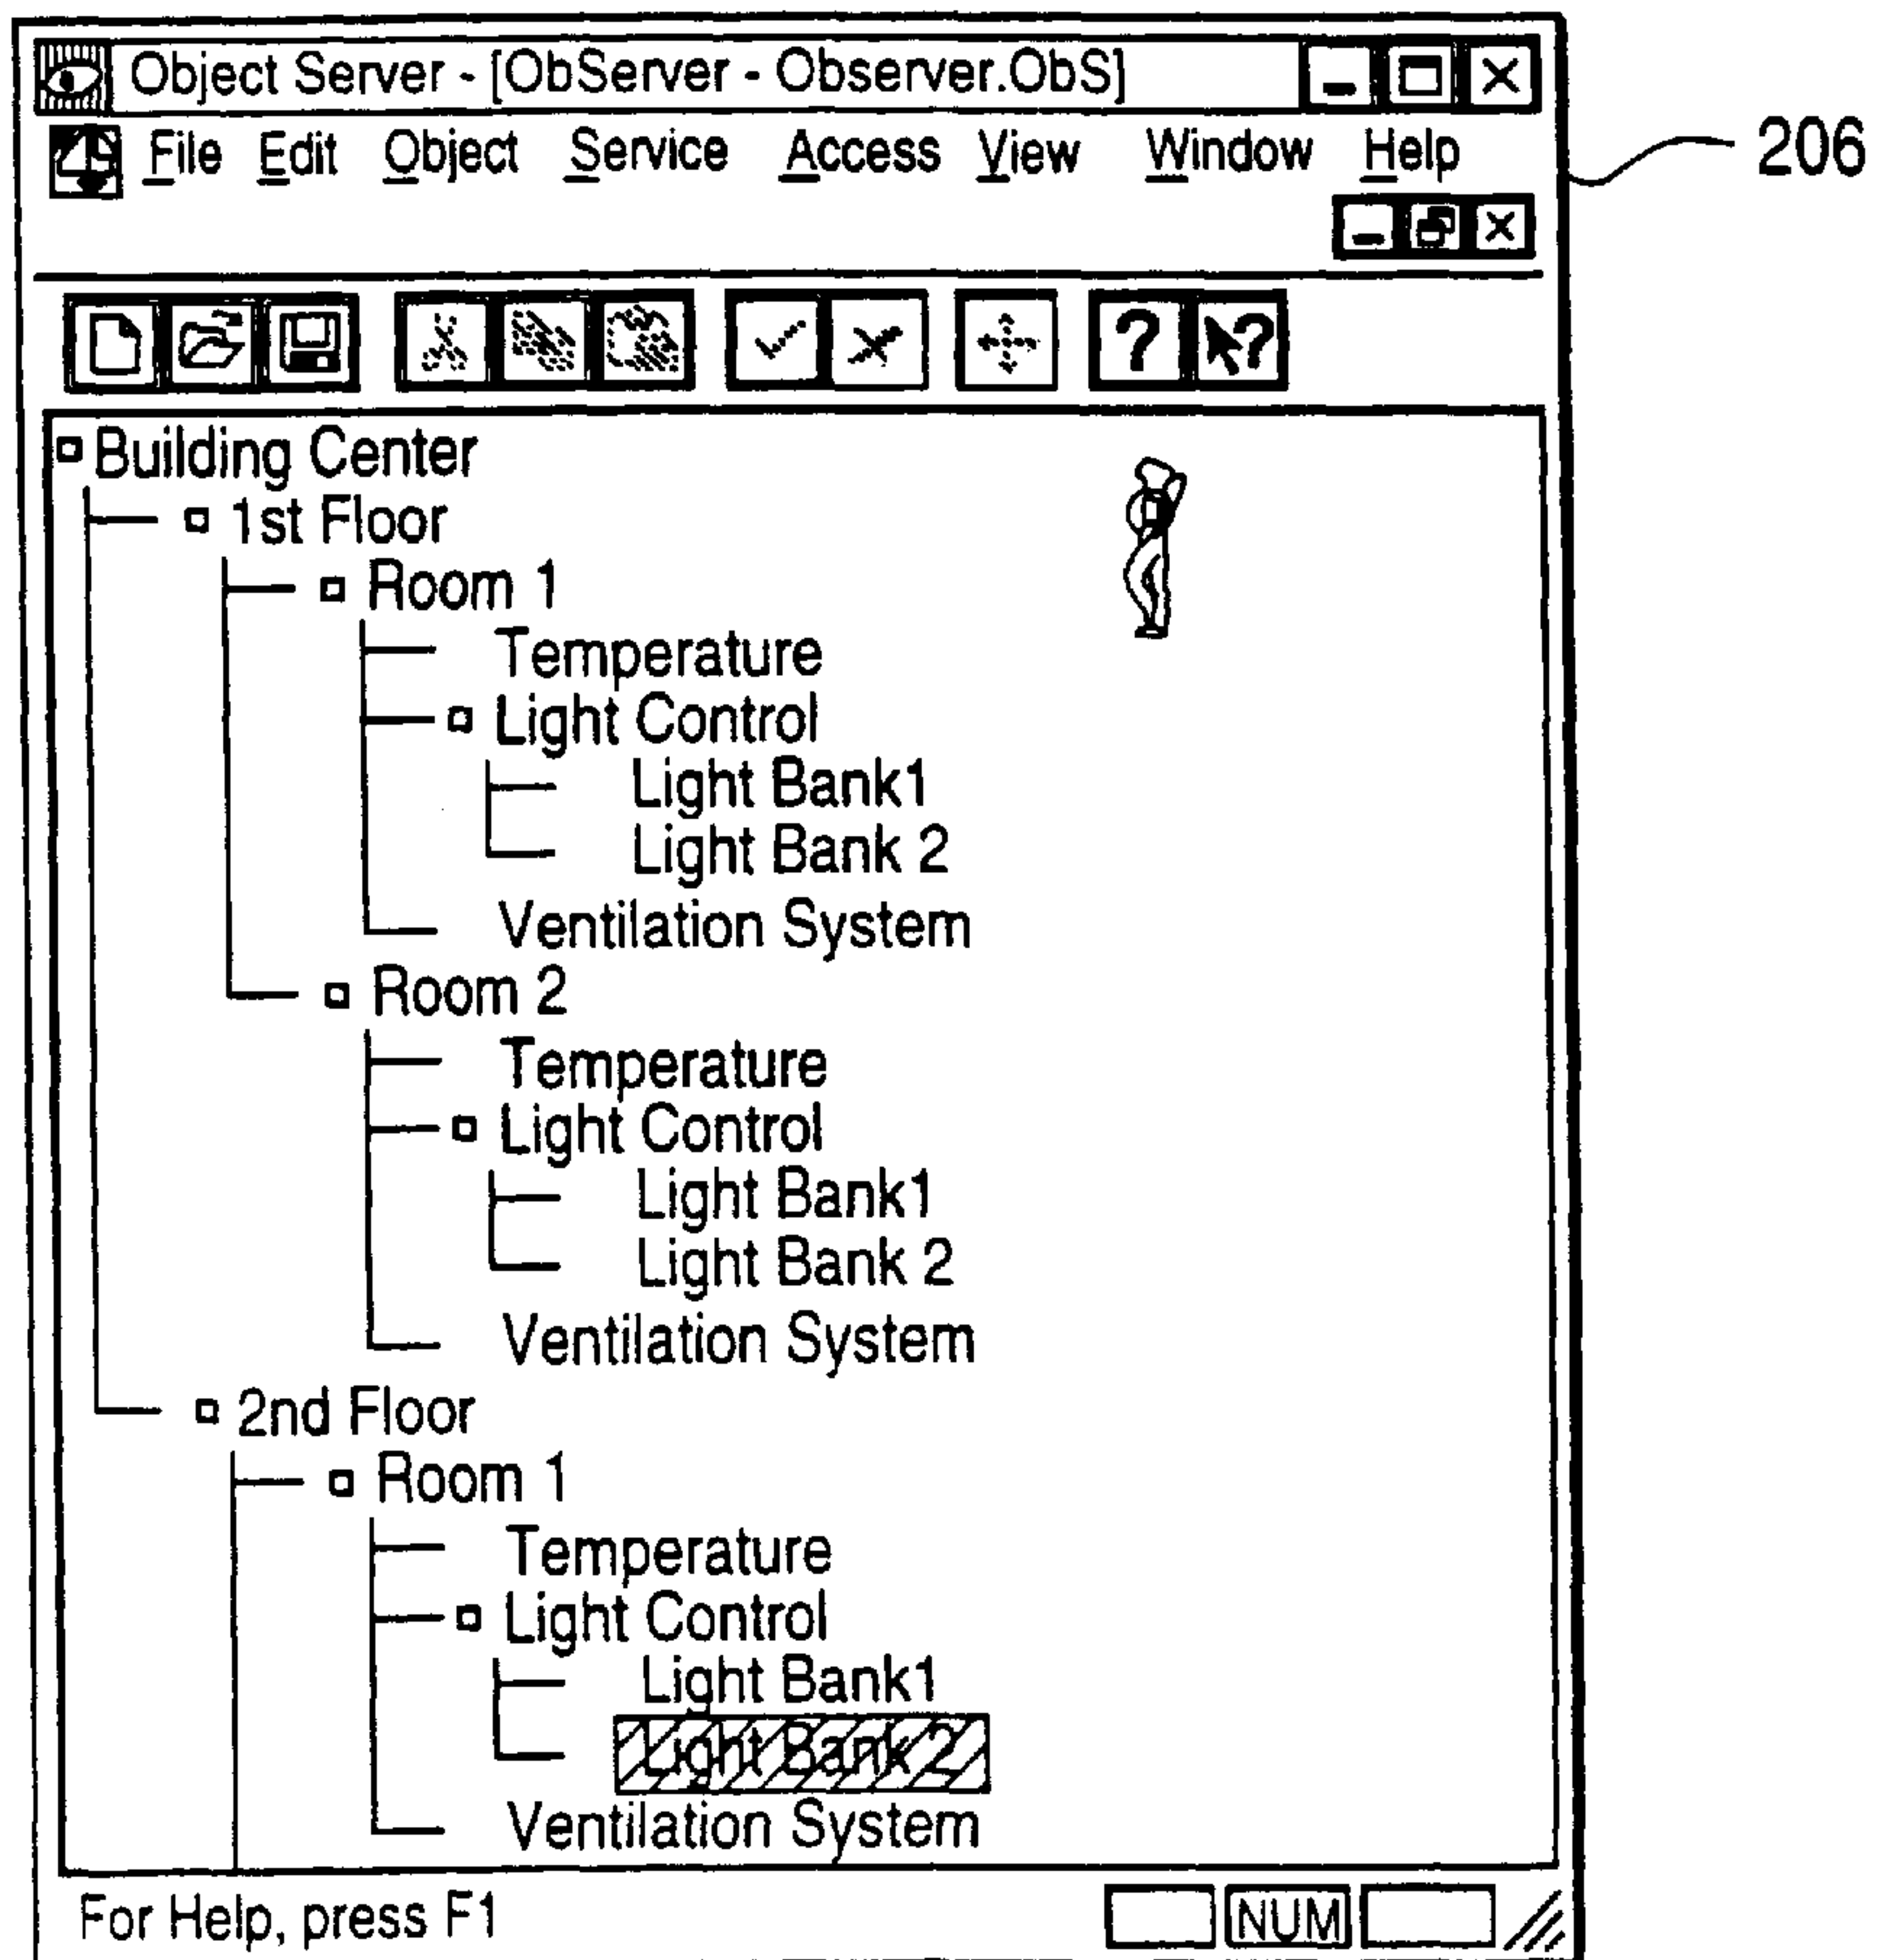 Object Server - [ObServer - Observer.ObS]
File Edit Object Service Access View Window Help
206
Building Center
1st Floor
Room 1
Temperature
Light Control
Light Bank1
Light Bank 2
Ventilation System
Room 2
Temperature
Light Control
Light Bank1
Light Bank 2
Ventilation System
2nd Floor
Room 1
Temperature
Light Control
Light Bank1
Light Bank 2
Ventilation System
For Help, press F1
NUM